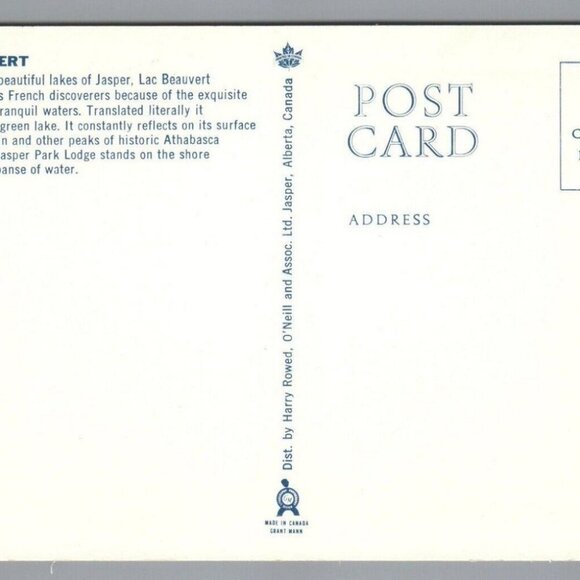 ERT
beautiful lakes of Jasper, Lac Beauvert
s French discoverers because of the exquisite
ranquil waters. Translated literally it
green lake. It constantly reflects on its surface
n and other peaks of historic Athabasca
asper Park Lodge stands on the shore
panse of water.
Dist. by Harry Rowed, O'Neill and Assoc. Ltd. Jasper, Alberta, Canada
MADE IN CANADA
GRANT MANN
POST
CARD
ADDRESS